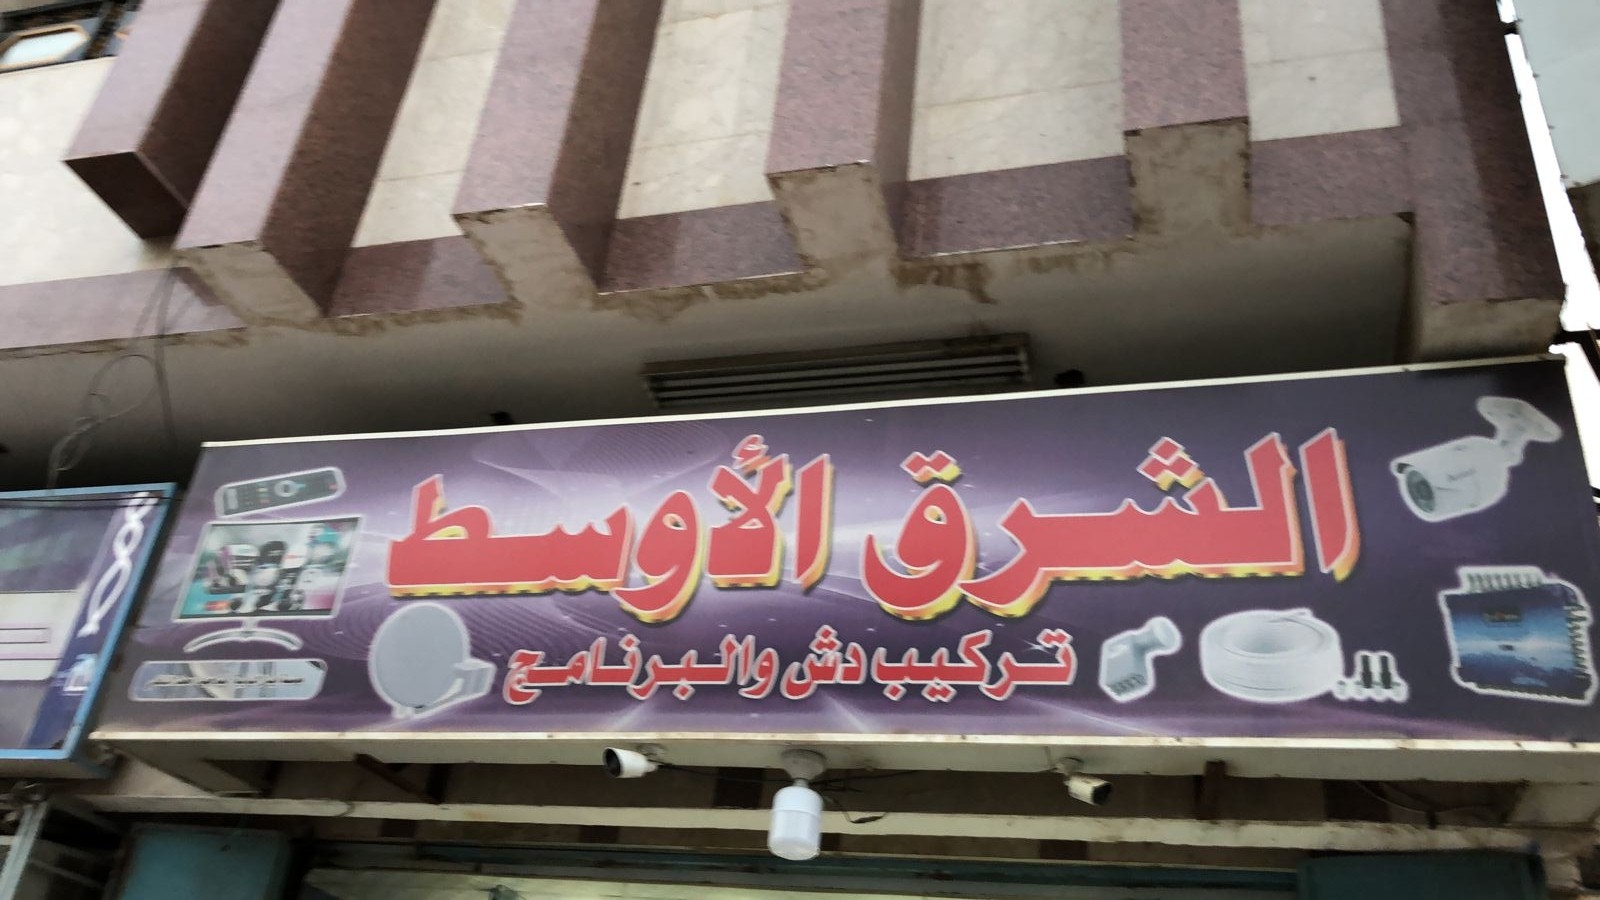 الشرق الأوسط
تركيب دش والبرنامج